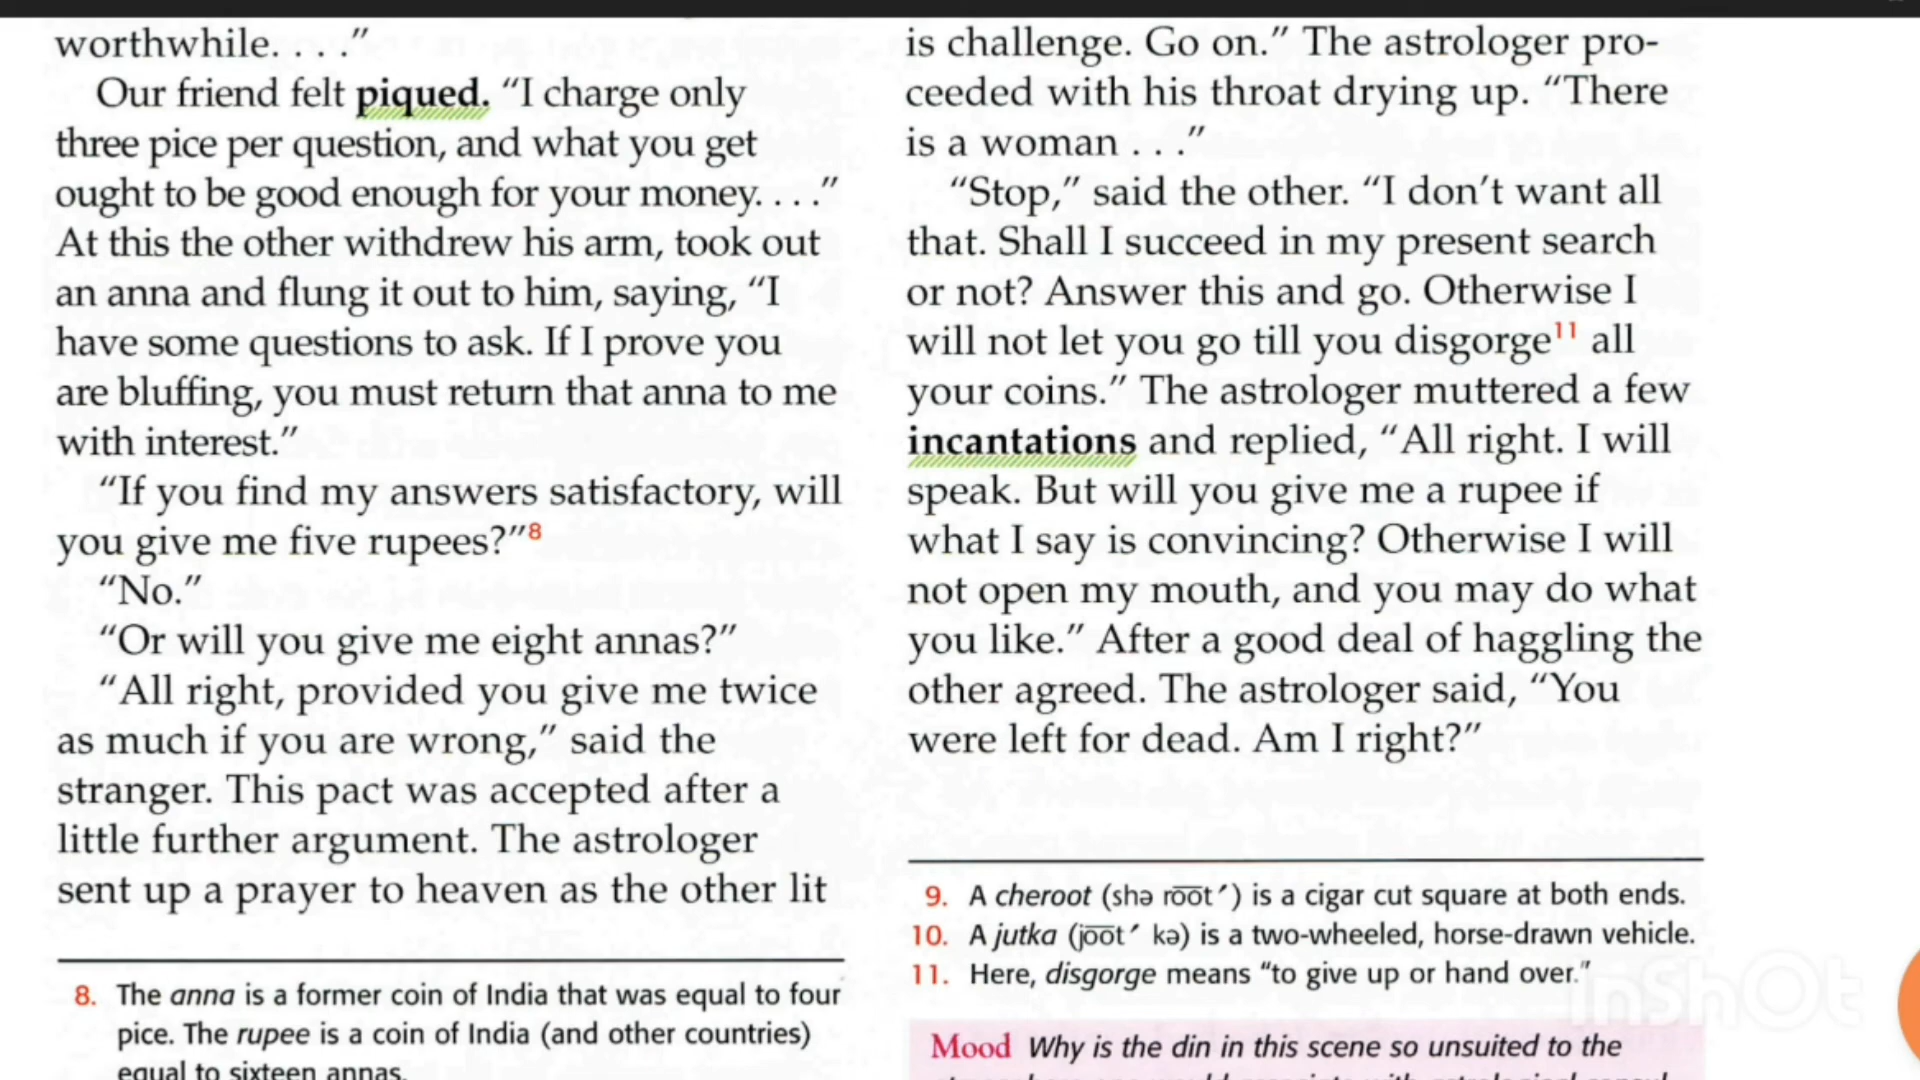 worthwhile. . . .”
Our friend felt piqued. “I charge only
three pice per question, and what you get
ought to be good enough for your money. . . .”
At this the other withdrew his arm, took out
an anna and flung it out to him, saying, “I
have some questions to ask. If I prove you
are bluffing, you must return that anna to me
with interest.”
“If you find my answers satisfactory, will
you give me five rupees?”8
“No.”
“Or will you give me eight annas?”
“All right, provided you give me twice
as much if you are wrong,” said the
stranger. This pact was accepted after a
little further argument. The astrologer
sent up a prayer to heaven as the other lit
8. The anna is a former coin of India that was equal to four
pice. The rupee is a coin of India (and other countries)
equal to sixteen annas.
is challenge. Go on.” The astrologer pro-
ceeded with his throat drying up. “There
is a woman . . .”
“Stop,” said the other. “I don’t want all
that. Shall I succeed in my present search
or not? Answer this and go. Otherwise I
will not let you go till you disgorge11 all
your coins.” The astrologer muttered a few
incantations and replied, “All right. I will
speak. But will you give me a rupee if
what I say is convincing? Otherwise I will
not open my mouth, and you may do what
you like.” After a good deal of haggling the
other agreed. The astrologer said, “You
were left for dead. Am I right?”
9. A cheroot (shə ro͞ot′) is a cigar cut square at both ends.
10. A jutka (jo͞ot′ kə) is a two-wheeled, horse-drawn vehicle.
11. Here, disgorge means “to give up or hand over.”
InShOt
Mood Why is the din in this scene so unsuited to the